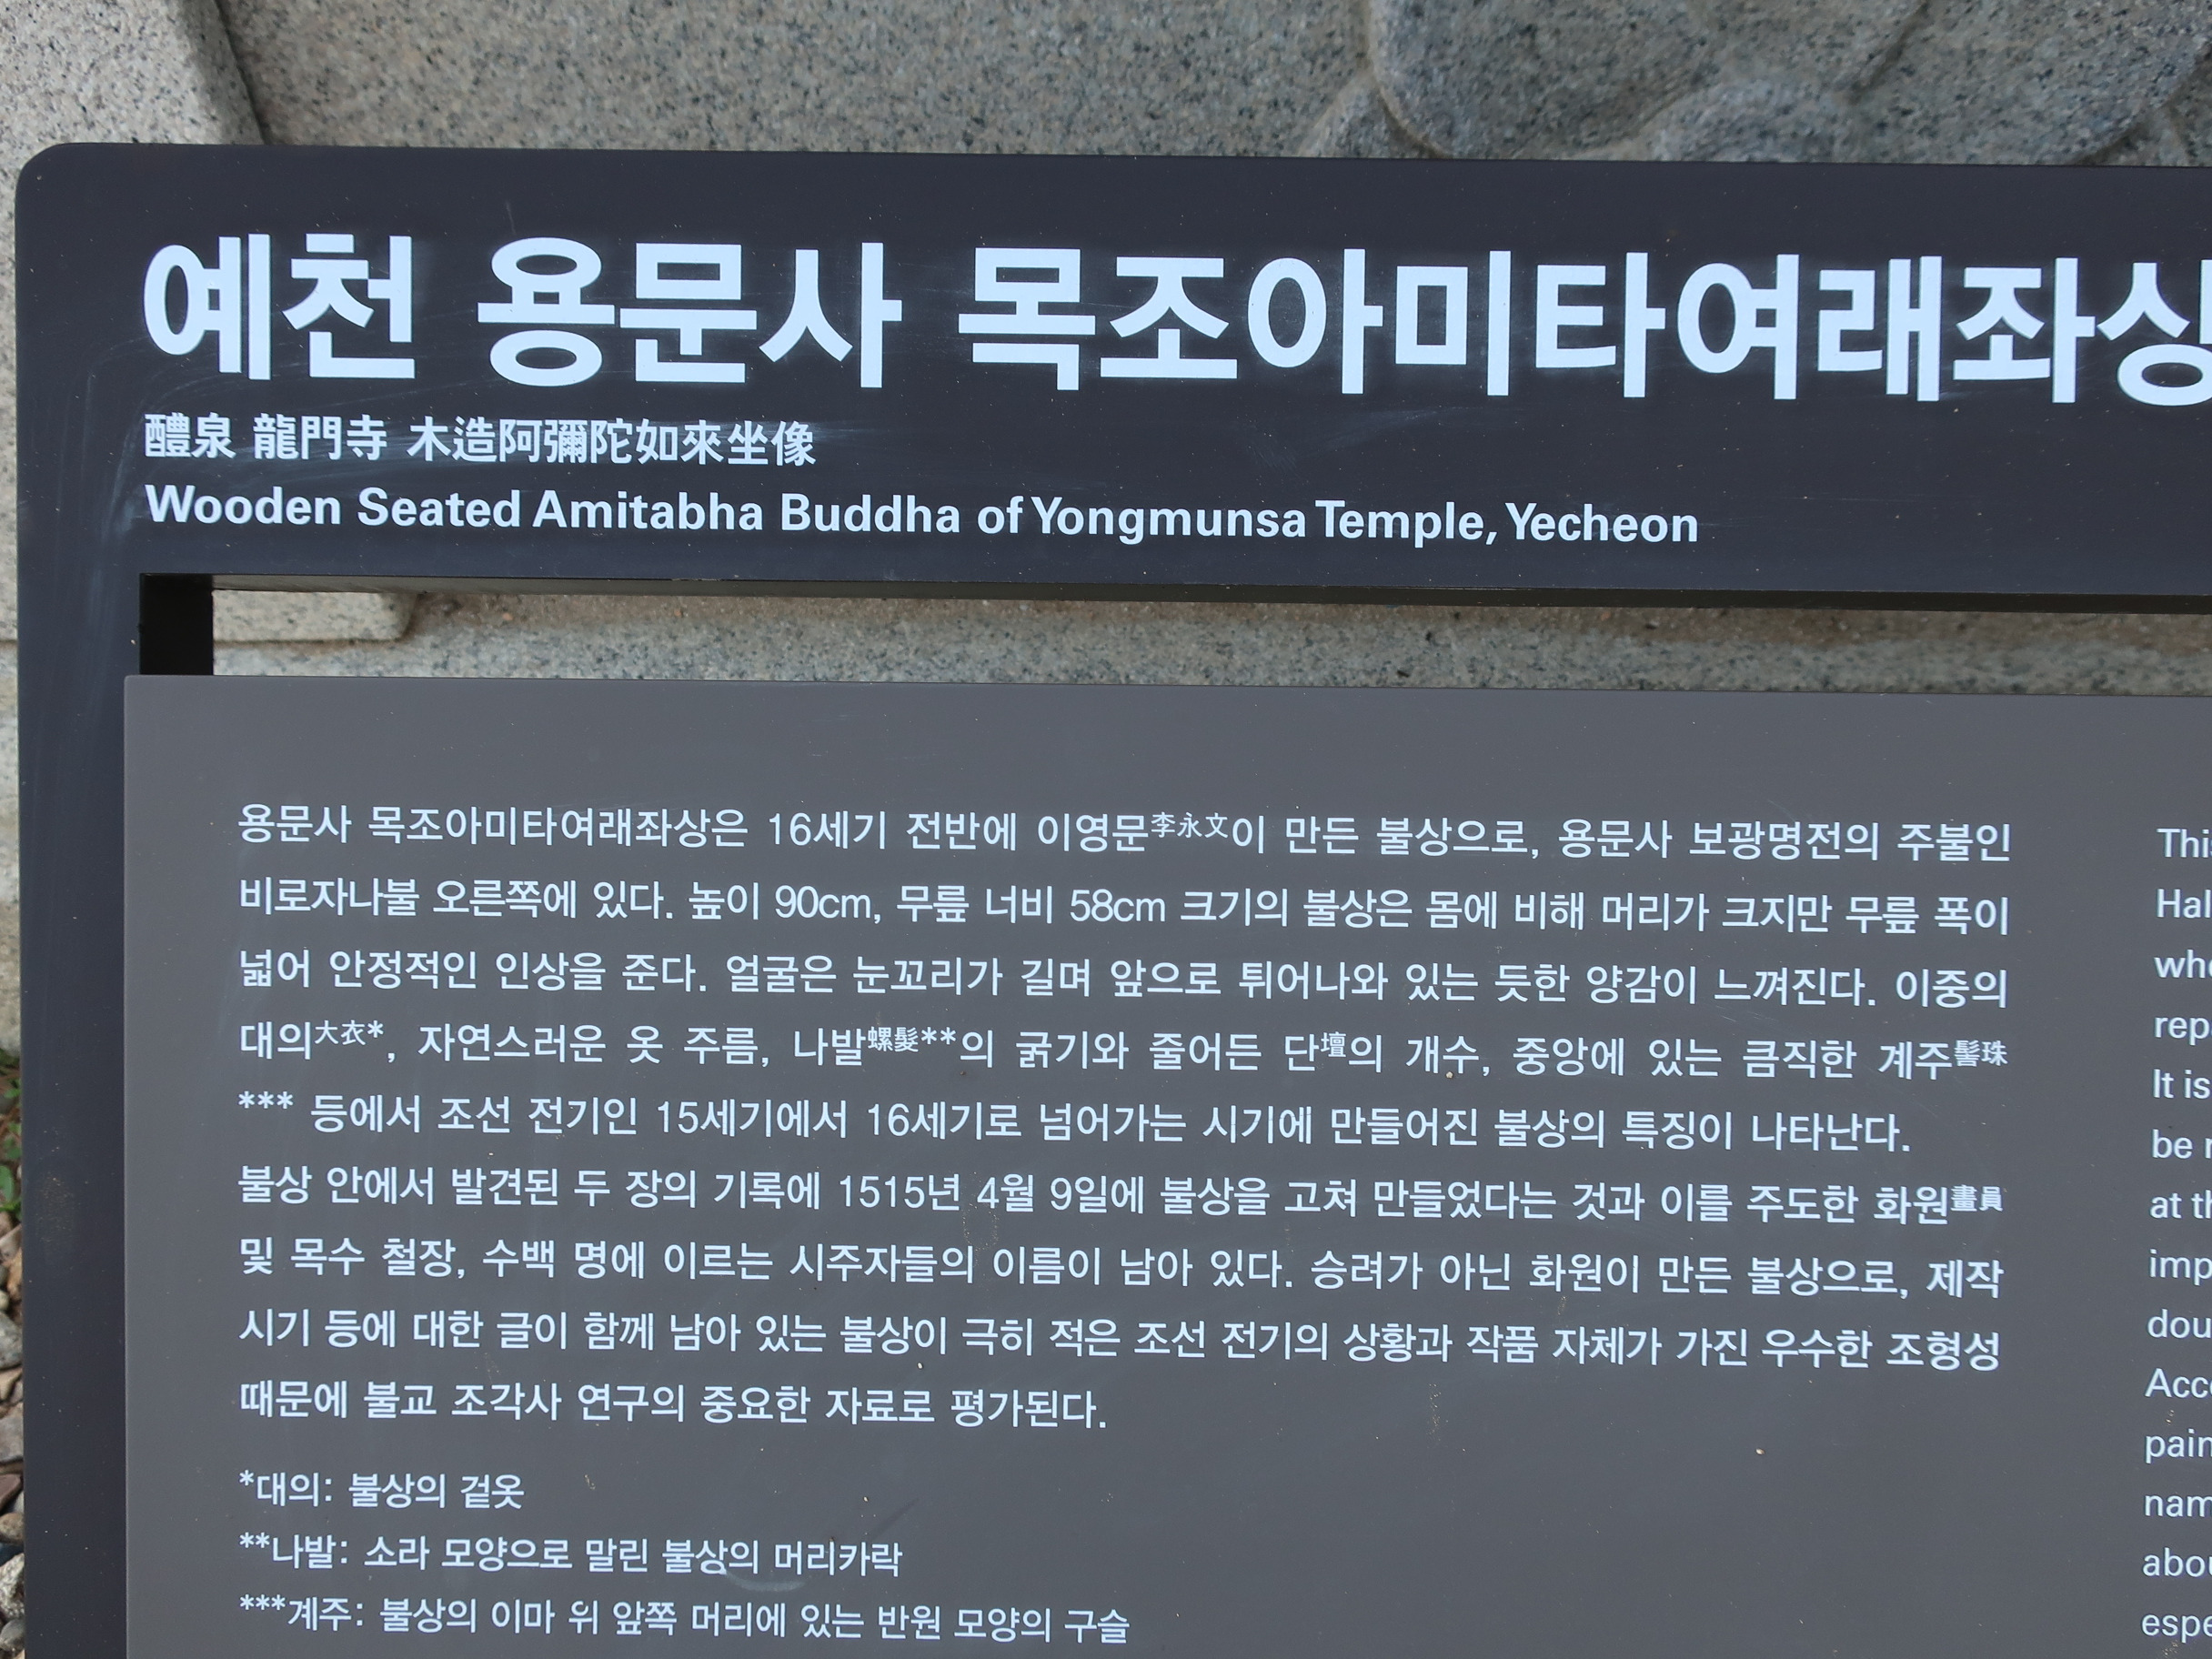 예천 용문사 목조아미타여래좌상
醴泉 龍門寺 木造阿彌陀如來坐像
Wooden Seated Amitabha Buddha of Yongmunsa Temple, Yecheon
용문사 목조아미타여래좌상은 16세기 전반에 이영문李永文이 만든 불상으로, 용문사 보광명전의 주불인
비로자나불 오른쪽에 있다. 높이 90cm, 무릎 너비 58cm 크기의 불상은 몸에 비해 머리가 크지만 무릎 폭이
넓어 안정적인 인상을 준다. 얼굴은 눈꼬리가 길며 앞으로 튀어나와 있는 듯한 양감이 느껴진다. 이중의
대의大衣*, 자연스러운 옷 주름, 나발螺髮**의 굵기와 줄어든 단壇의 개수, 중앙에 있는 큼직한 계주髻珠
*** 등에서 조선 전기인 15세기에서 16세기로 넘어가는 시기에 만들어진 불상의 특징이 나타난다.
불상 안에서 발견된 두 장의 기록에 1515년 4월 9일에 불상을 고쳐 만들었다는 것과 이를 주도한 화원畫員
및 목수 철장, 수백 명에 이르는 시주자들의 이름이 남아 있다. 승려가 아닌 화원이 만든 불상으로, 제작
시기 등에 대한 글이 함께 남아 있는 불상이 극히 적은 조선 전기의 상황과 작품 자체가 가진 우수한 조형성
때문에 불교 조각사 연구의 중요한 자료로 평가된다.
*대의: 불상의 겉옷
**나발: 소라 모양으로 말린 불상의 머리카락
***계주: 불상의 이마 위 앞쪽 머리에 있는 반원 모양의 구슬
It is
be
at